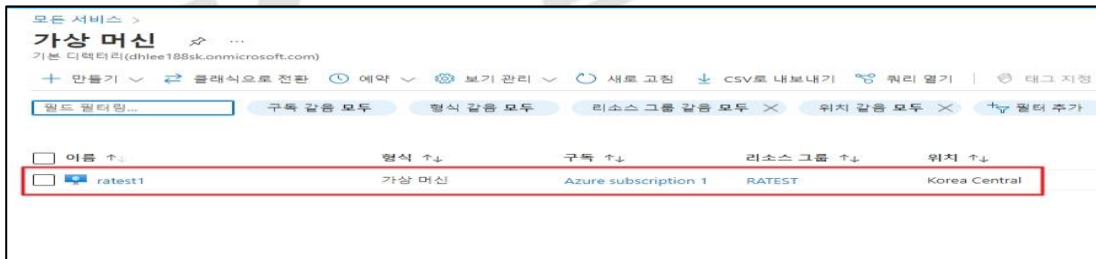 모든 서비스 >
가상 머신 ...
기본 디렉터리(dhlee188sk.onmicrosoft.com)
+ 만들기 클래식으로 전환 예약 보기 관리 새로 고침 CSV로 내보내기 쿼리 열기 | 태그 지정
필드 필터링... 구독 같음 모두 형식 같음 모두 리소스 그룹 같음 모두 × 위치 같음 모두 × 필터 추가
이름 ↑↓ 형식 ↑↓ 구독 ↑↓ 리소스 그룹 ↑↓ 위치 ↑↓
ratest1 가상 머신 Azure subscription 1 RATEST Korea Central